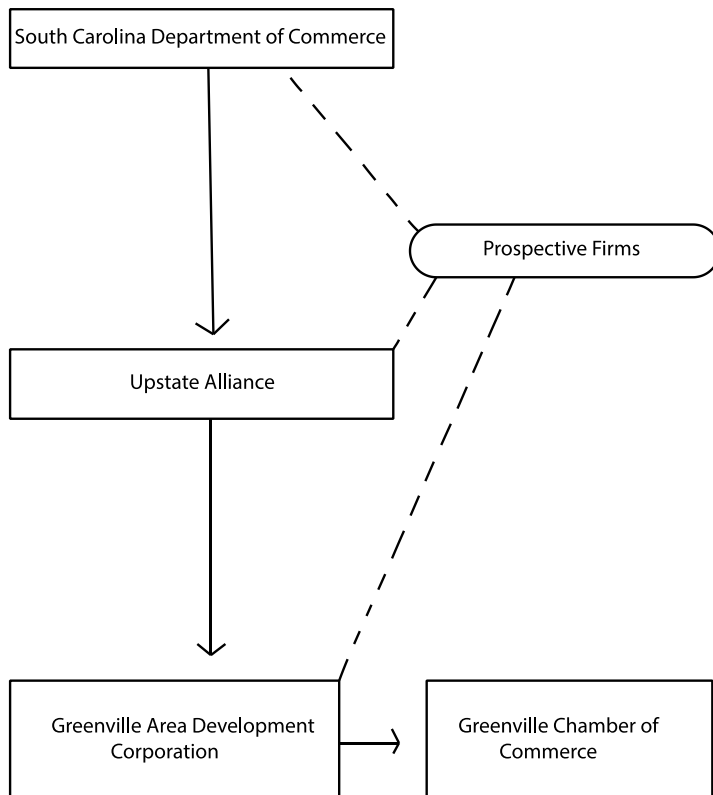 South Carolina Department of Commerce
Prospective Firms
Upstate Alliance
Greenville Area Development
Corporation
Greenville Chamber of
Commerce